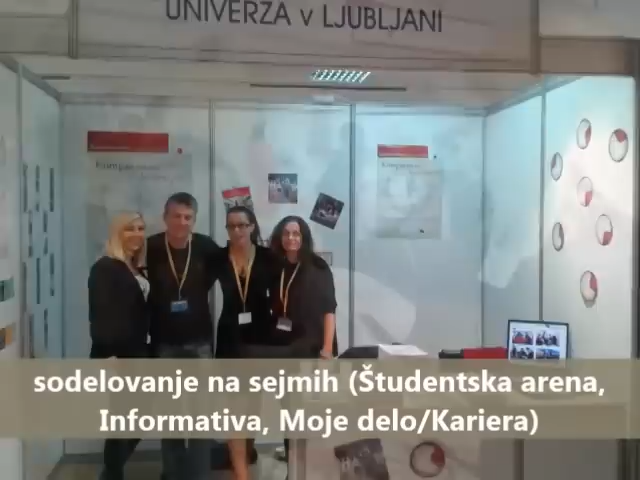 UNIVERZA v LJUBLJANI
sodelovanje na sejmih (Študentska arena,
Informativa, Moje delo/Kariera)